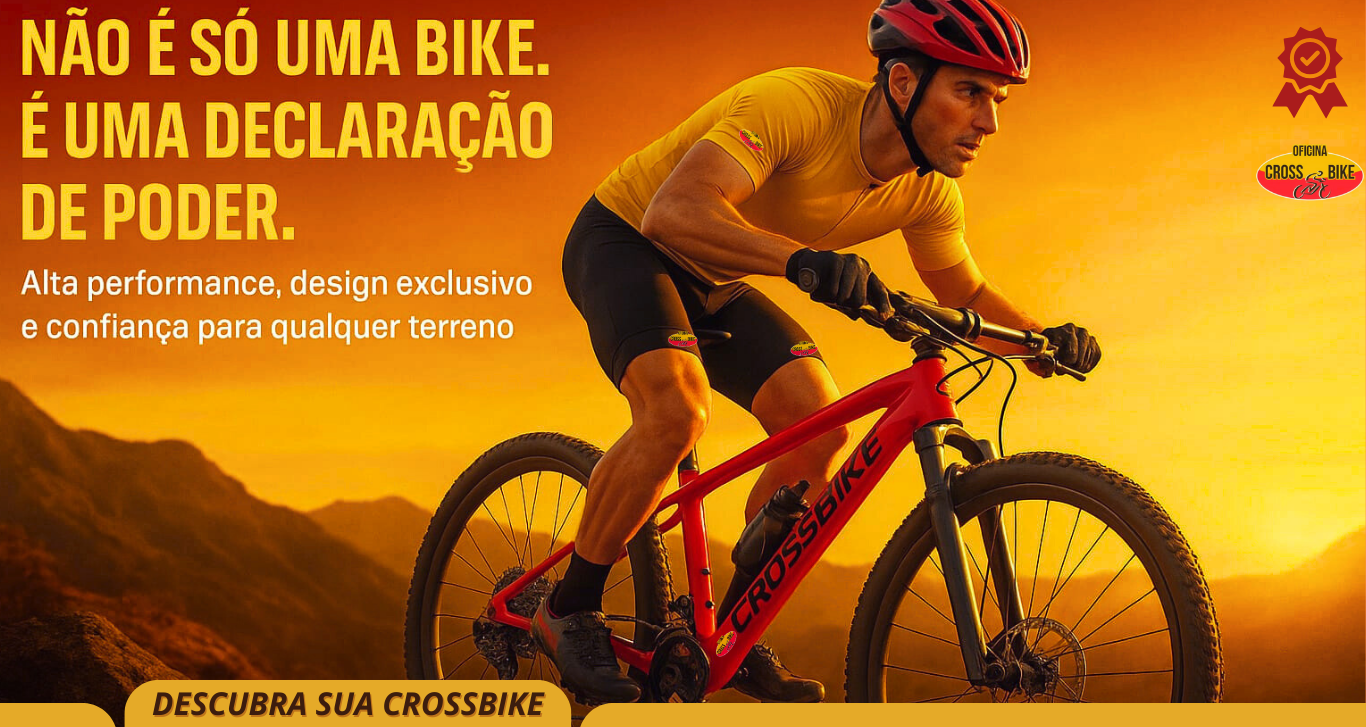 NÃO É SÓ UMA BIKE.
É UMA DECLARAÇÃO
DE PODER.
Alta performance, design exclusivo
e confiança para qualquer terreno
OFICINA
CROSS BIKE
CROSSBIKE
DESCUBRA SUA CROSSBIKE